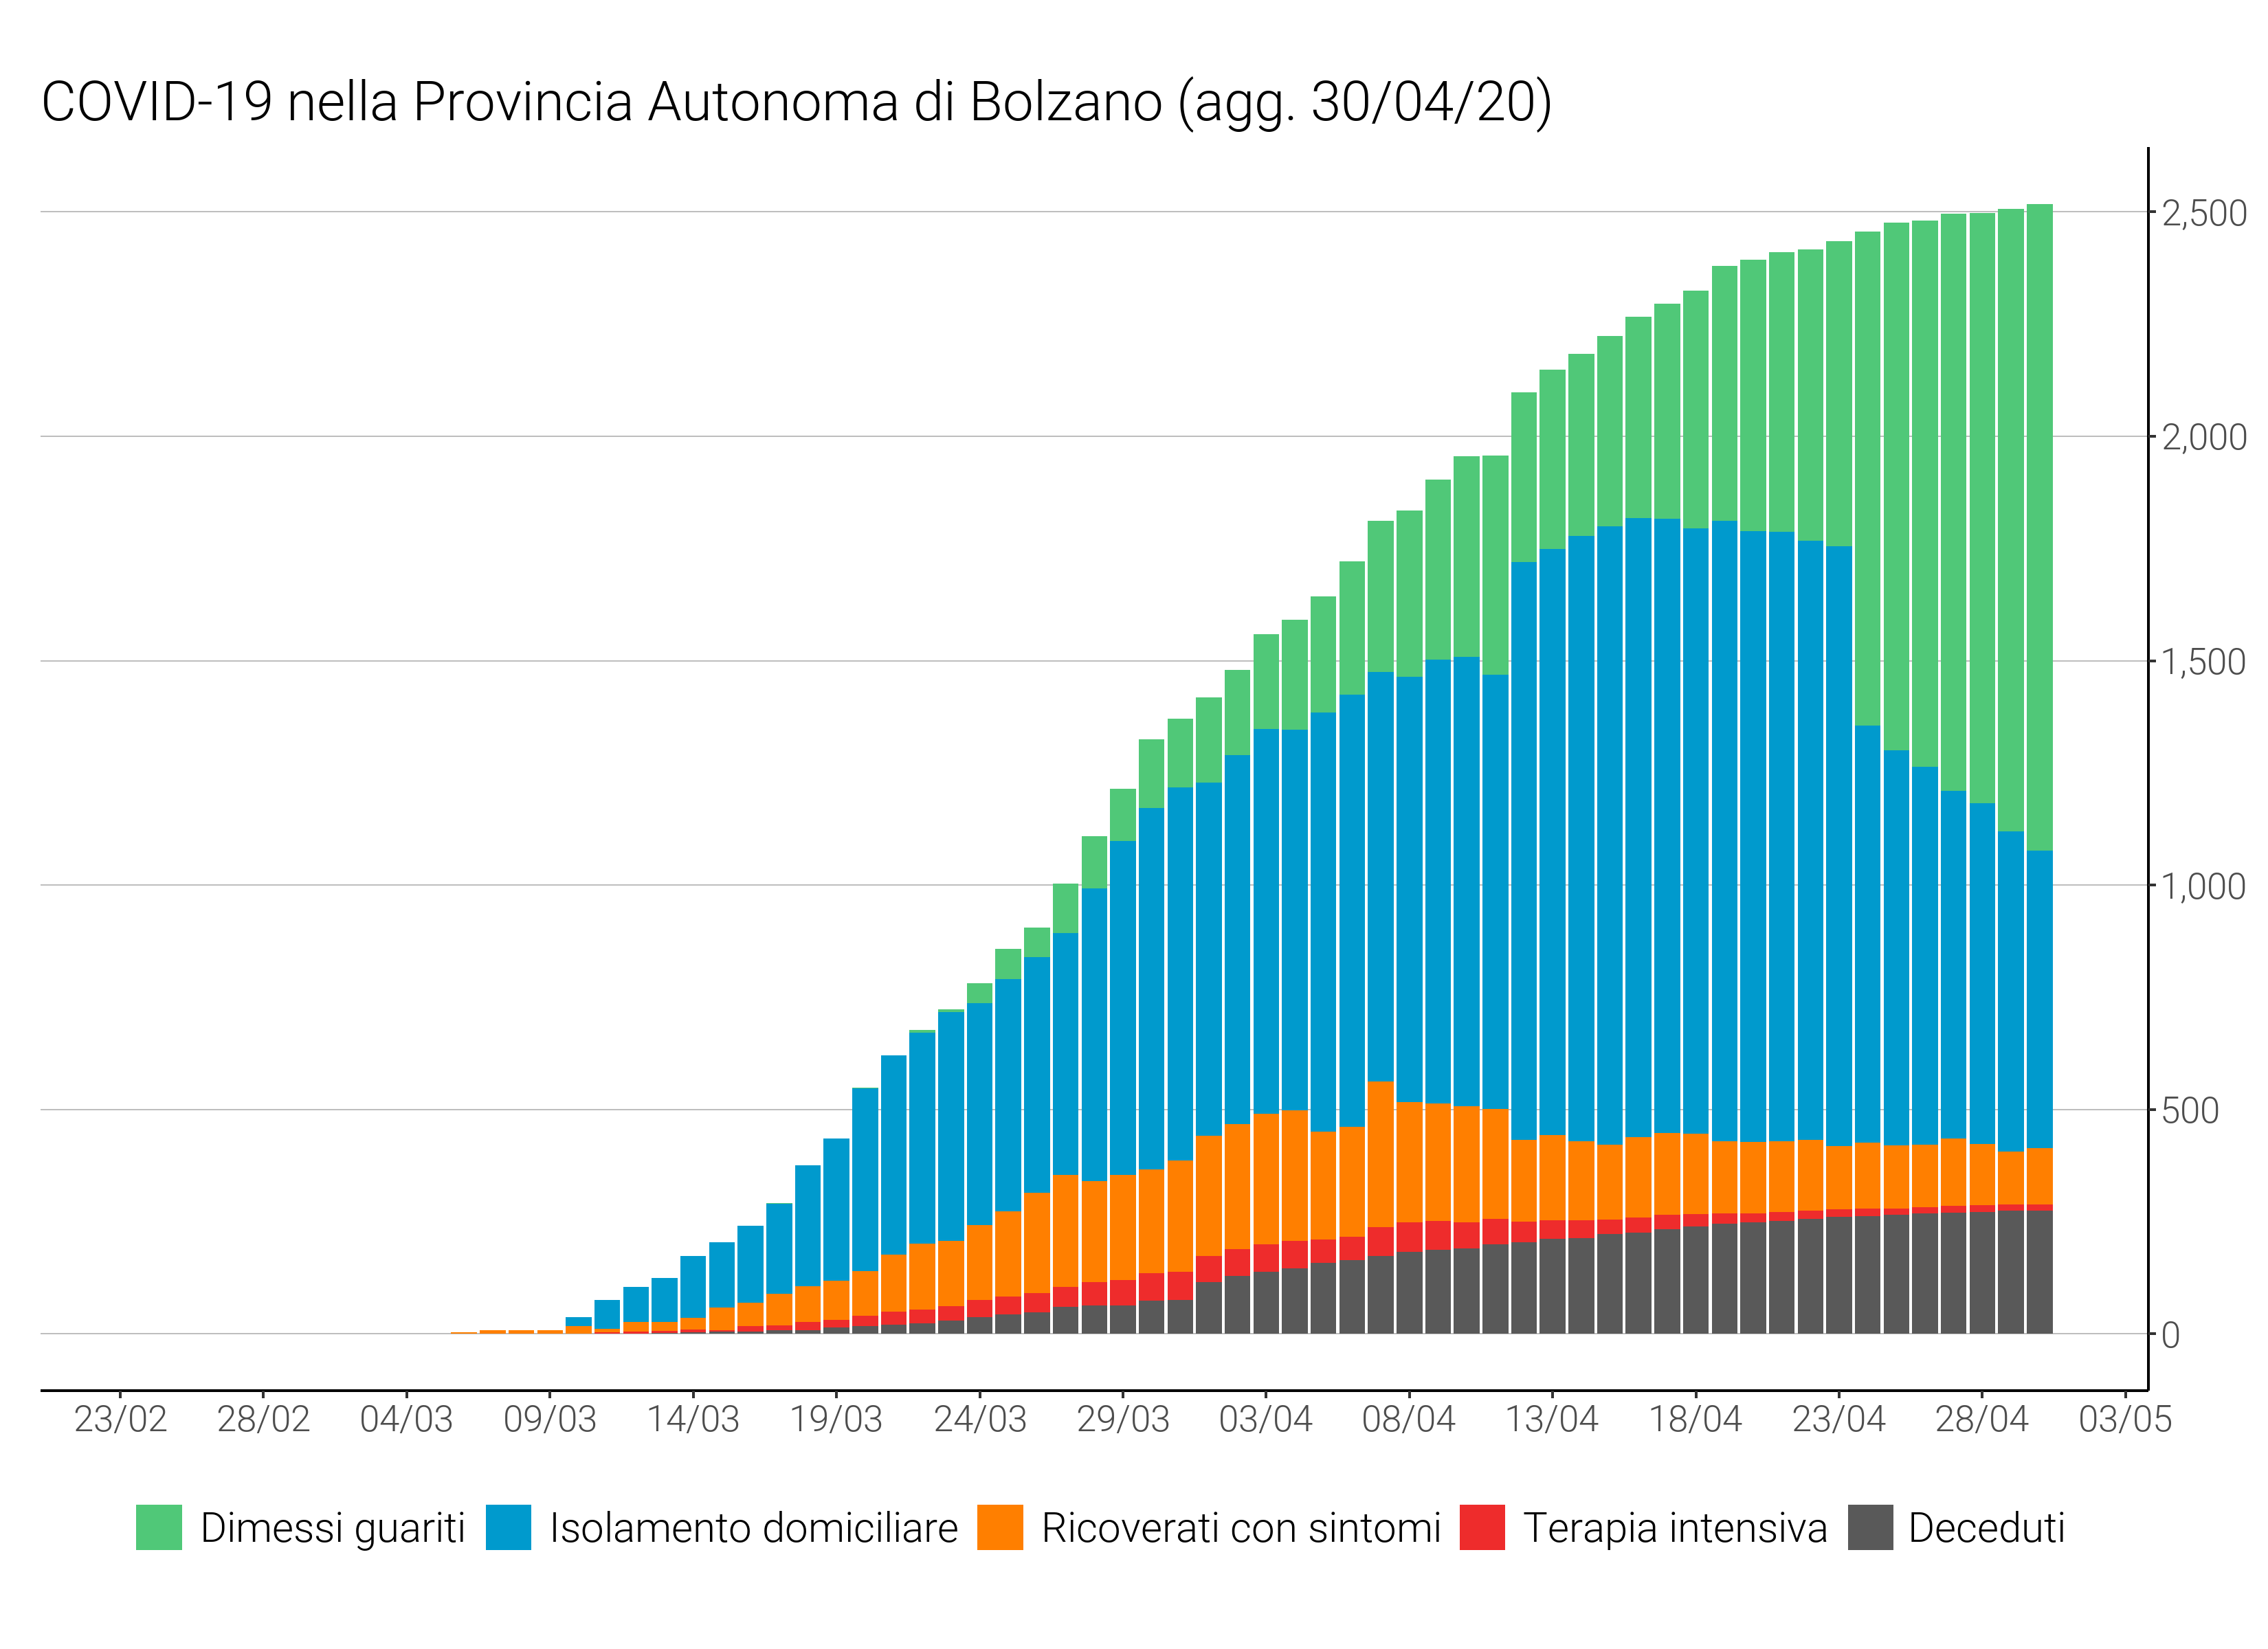 COVID-19 nella Provincia Autonoma di Bolzano (agg. 30/04/20)
2,500
2,000
1,500
1,000
500
0
23/02 28/02 04/03 09/03 14/03 19/03 24/03 29/03 03/04 08/04 13/04 18/04 23/04 28/04 03/05
Dimessi guariti Isolamento domiciliare Ricoverati con sintomi Terapia intensiva Deceduti